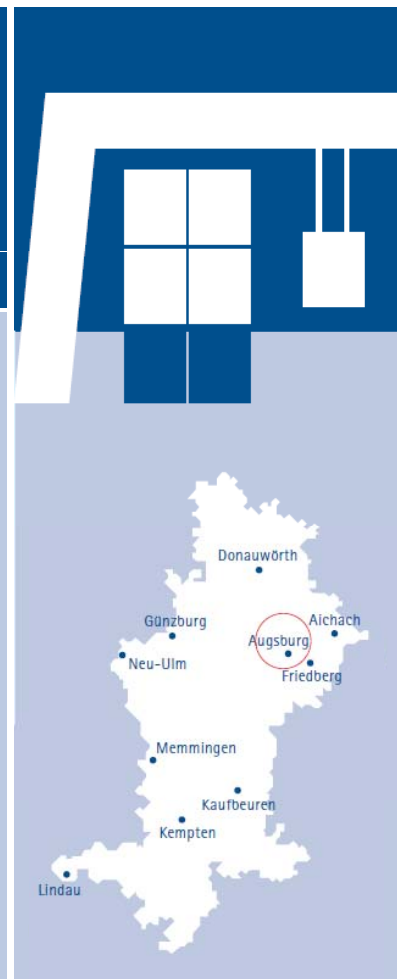 Donauwörth
Günzburg
Aichach
Augsburg
Neu-Ulm
Friedberg
Memmingen
Kaufbeuren
Kempten
Lindau